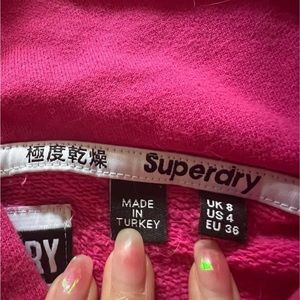 極度乾燥 Superdry
MADE
IN
TURKEY
UK 8
US 4
EU 36
RY